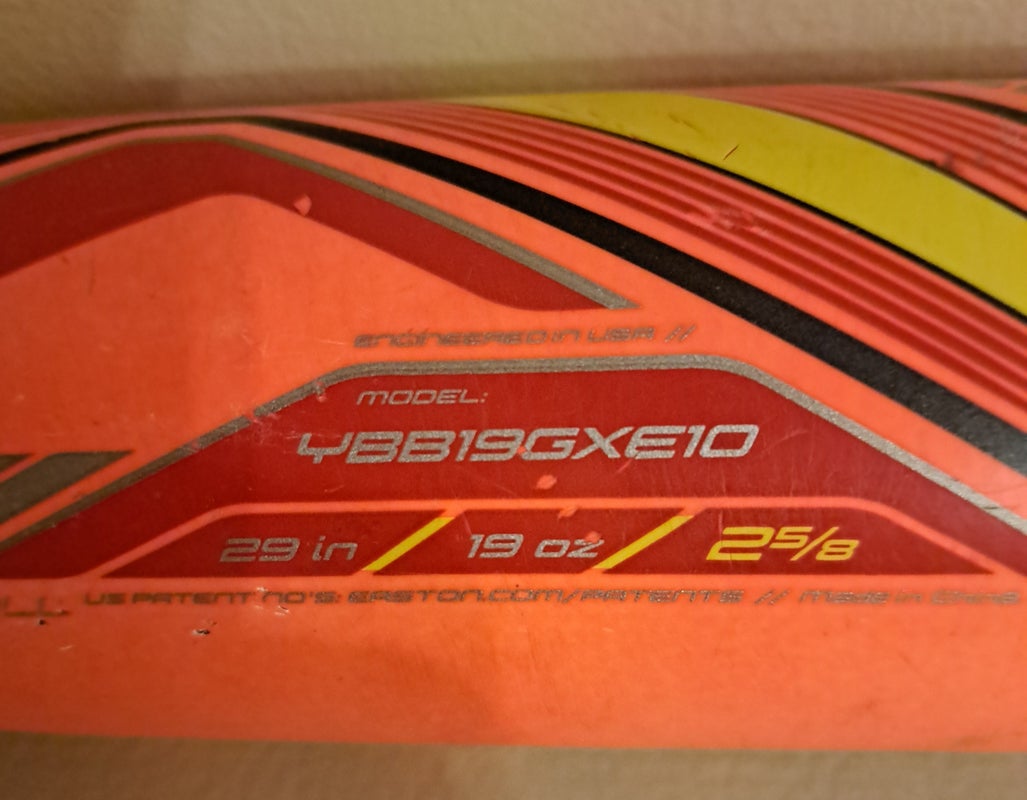 ENGINEERED IN USA //
MODEL:
YBB19GXE10
29 in / 19 oz / 2 5/8
US PATENT NO'S: EASTON.COM/PATENTS // Made in China